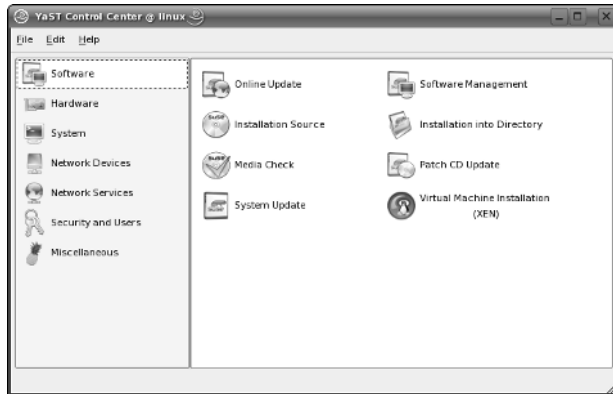 YaST Control Center @ linux
File Edit Help
Software
Hardware
System
Network Devices
Network Services
Security and Users
Miscellaneous
Online Update
Software Management
Installation Source
Installation into Directory
Media Check
Patch CD Update
System Update
Virtual Machine Installation
(XEN)